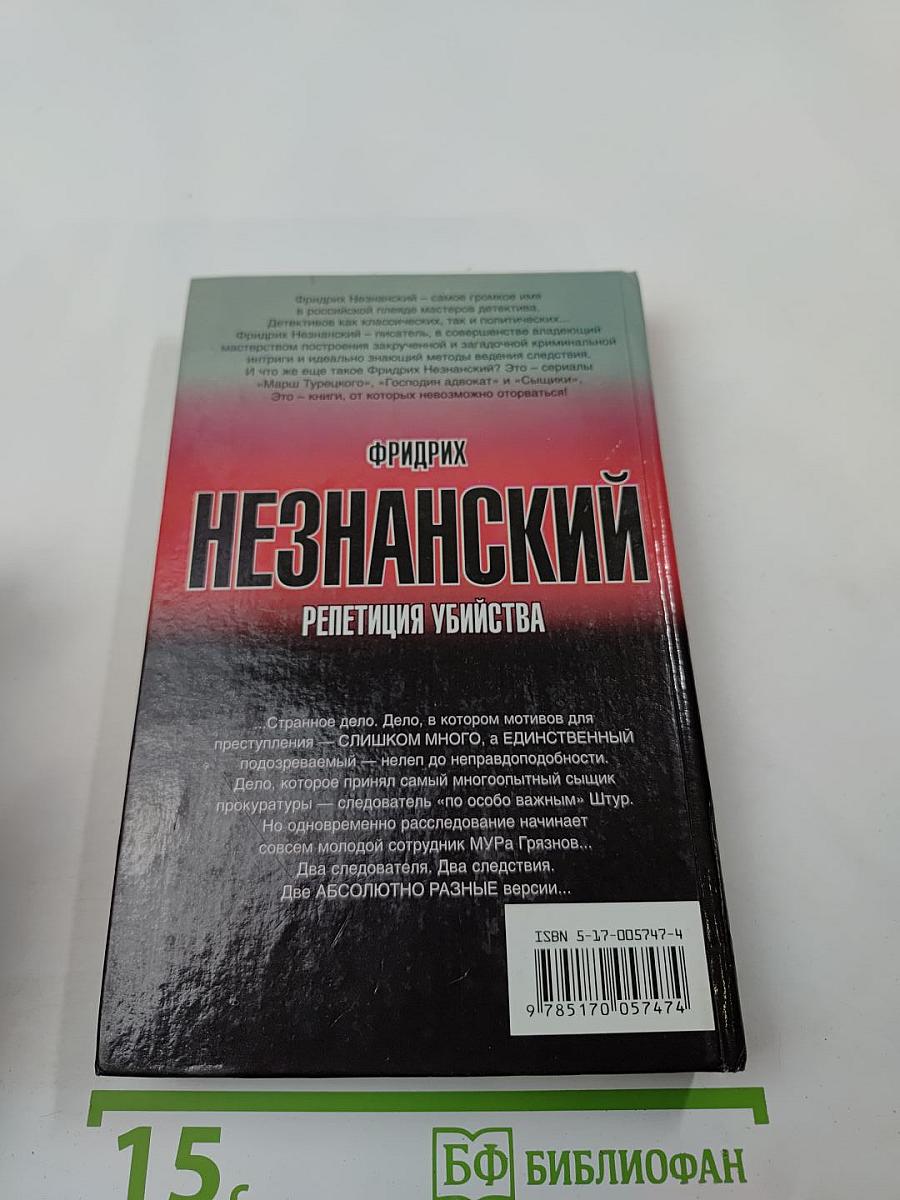 Фридрих Незнанский – самое громкое имя
в российской плеяде мастеров детектива.
Детективов как классических, так и политических...
Фридрих Незнанский – писатель, в совершенстве владеющий
мастерством построения закрученной и загадочной криминальной
интриги и идеально знающий методы ведения следствия.
И что же еще такое Фридрих Незнанский? Это – сериалы
«Марш Турецкого», «Господин адвокат» и «Сыщики».
Это – книги, от которых невозможно оторваться!
ФРИДРИХ
НЕЗНАНСКИЙ
РЕПЕТИЦИЯ УБИЙСТВА
...Странное дело. Дело, в котором мотивов для
преступления — СЛИШКОМ МНОГО, а ЕДИНСТВЕННЫЙ
подозреваемый — нелеп до неправдоподобности.
Дело, которое принял самый многоопытный сыщик
прокуратуры — следователь «по особо важным» Штур.
Но одновременно расследование начинает
совсем молодой сотрудник МУРа Грязнов...
Два следователя. Два следствия.
Две АБСОЛЮТНО РАЗНЫЕ версии...
ISBN 5-17-005747-4
9 785170 057474
15 с
БФ БИБЛИОФАН